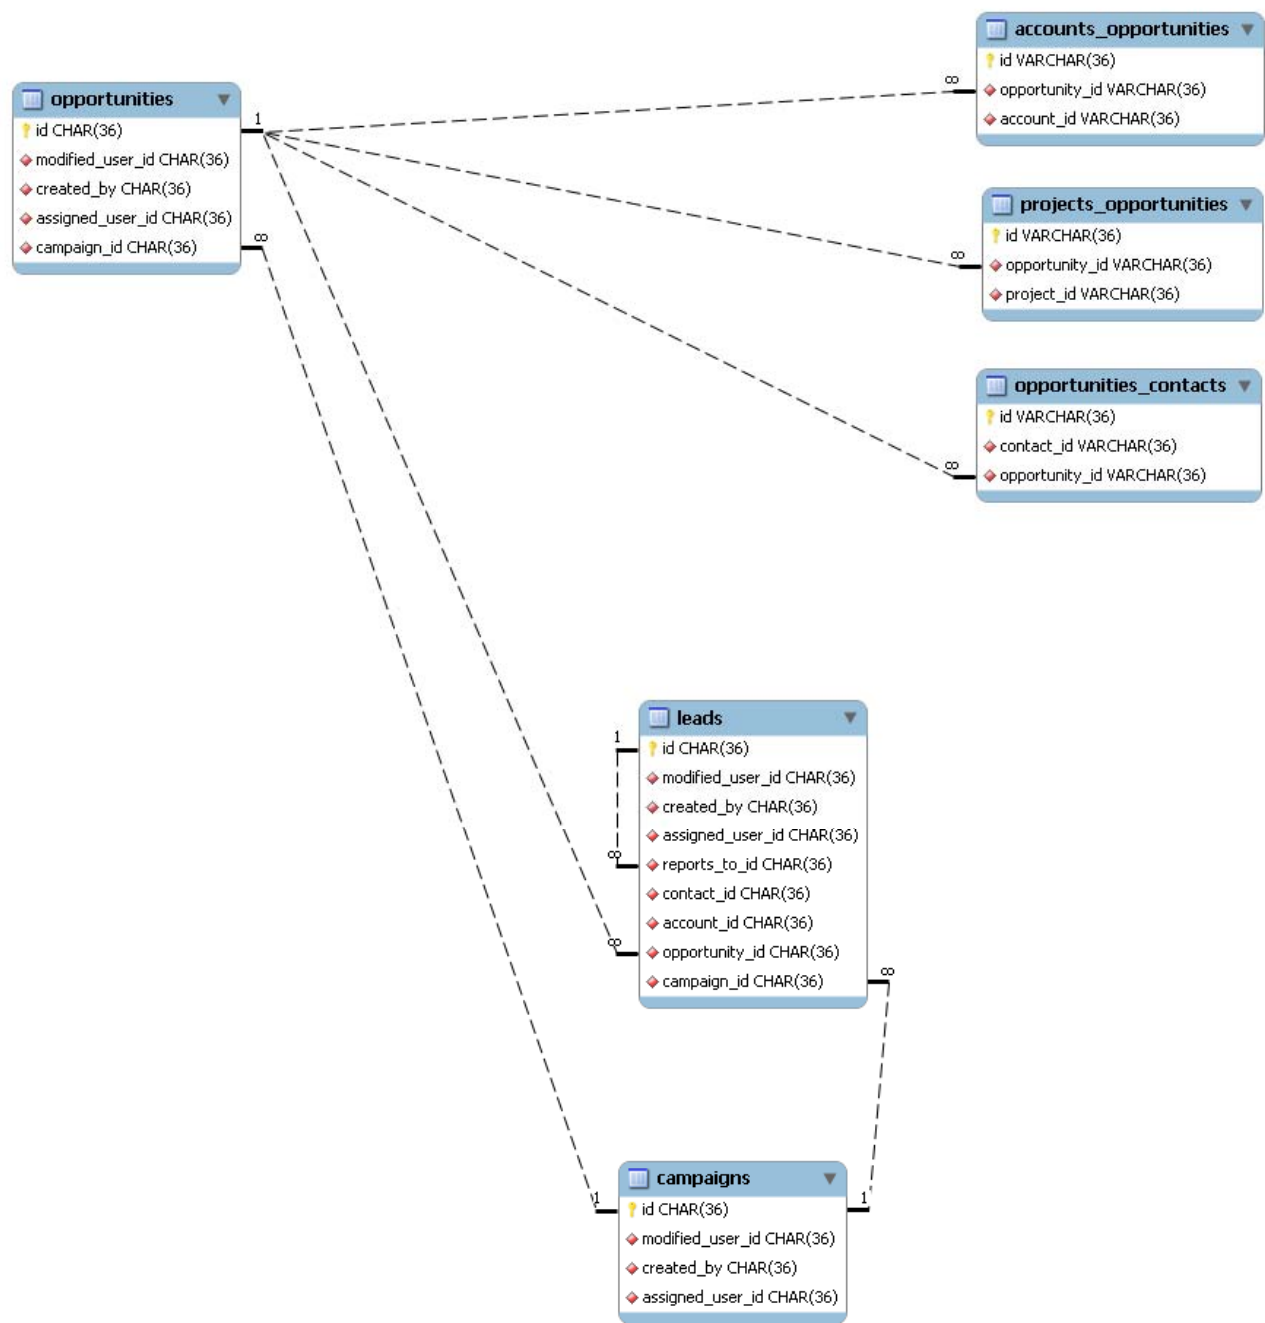 opportunities
id CHAR(36)
modified_user_id CHAR(36)
created_by CHAR(36)
assigned_user_id CHAR(36)
campaign_id CHAR(36)
1
∞
accounts_opportunities
id VARCHAR(36)
opportunity_id VARCHAR(36)
account_id VARCHAR(36)
∞
projects_opportunities
id VARCHAR(36)
opportunity_id VARCHAR(36)
project_id VARCHAR(36)
∞
opportunities_contacts
id VARCHAR(36)
contact_id VARCHAR(36)
opportunity_id VARCHAR(36)
∞
leads
id CHAR(36)
modified_user_id CHAR(36)
created_by CHAR(36)
assigned_user_id CHAR(36)
reports_to_id CHAR(36)
contact_id CHAR(36)
account_id CHAR(36)
opportunity_id CHAR(36)
campaign_id CHAR(36)
1
∞
∞
∞
campaigns
id CHAR(36)
modified_user_id CHAR(36)
created_by CHAR(36)
assigned_user_id CHAR(36)
1
1